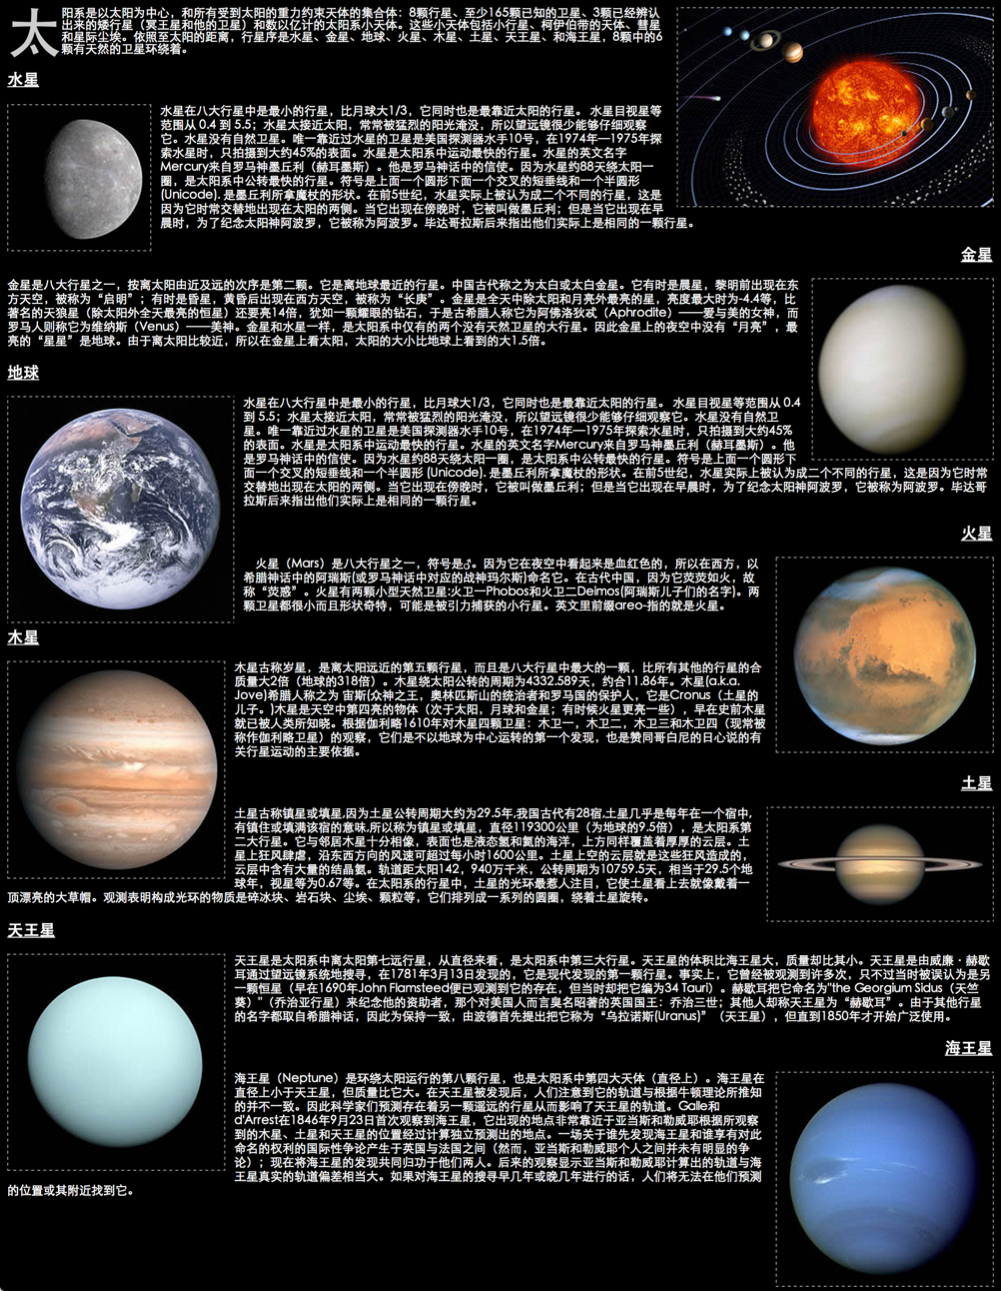 太
阳系是以太阳为中心，和所有受到太阳的重力约束天体的集合体：8颗行星、至少165颗已知的卫星、3颗已经辨认
出来的矮行星（冥王星和他的卫星）和数以亿计的太阳系小天体。这些小天体包括小行星、柯伊伯带的天体、彗星
和星际尘埃。依照至太阳的距离，行星序是水星、金星、地球、火星、木星、土星、天王星、和海王星，8颗中的6
颗有天然的卫星环绕着。
水星
水星在八大行星中是最小的行星，比月球大1/3，它同时也是最靠近太阳的行星。 水星目视星等
范围从 0.4 到 5.5；水星太接近太阳，常常被猛烈的阳光淹没，所以望远镜很少能够仔细观察
它。水星没有自然卫星。唯一靠近过水星的卫星是美国探测器水手10号，在1974年—1975年探
索水星时，只拍摄到大约45%的表面。水星是太阳系中运动最快的行星。水星的英文名字
Mercury来自罗马神墨丘利（赫耳墨斯）。他是罗马神话中的信使。因为水星约88天绕太阳一
圈，是太阳系中公转最快的行星。符号是上面一个圆形下面一个交叉的短垂线和一个半圆形
(Unicode). 是墨丘利所拿魔杖的形状。在前5世纪，水星实际上被认为成二个不同的行星，这是
因为它时常交替地出现在太阳的两侧。当它出现在傍晚时，它被叫做墨丘利；但是当它出现在早
晨时，为了纪念太阳神阿波罗，它被称为阿波罗。毕达哥拉斯后来指出他们实际上是相同的一颗行星。
金星
金星是八大行星之一，按离太阳由近及远的次序是第二颗。它是离地球最近的行星。中国古代称之为太白或太白金星。它有时是晨星，黎明前出现在东
方天空，被称为“启明”；有时是昏星，黄昏后出现在西方天空，被称为“长庚”。金星是全天中除太阳和月亮外最亮的星，亮度最大时为-4.4等，比
著名的天狼星（除太阳外全天最亮的恒星）还要亮14倍，犹如一颗耀眼的钻石，于是古希腊人称它为阿佛洛狄忒（Aphrodite）——爱与美的女神，而
罗马人则称它为维纳斯（Venus）——美神。金星和水星一样，是太阳系中仅有的两个没有天然卫星的大行星。因此金星上的夜空中没有“月亮”，最
亮的“星星”是地球。由于离太阳比较近，所以在金星上看太阳，太阳的大小比地球上看到的大1.5倍。
地球
水星在八大行星中是最小的行星，比月球大1/3，它同时也是最靠近太阳的行星。 水星目视星等范围从 0.4
到 5.5；水星太接近太阳，常常被猛烈的阳光淹没，所以望远镜很少能够仔细观察它。水星没有自然卫
星。唯一靠近过水星的卫星是美国探测器水手10号，在1974年—1975年探索水星时，只拍摄到大约45%
的表面。水星是太阳系中运动最快的行星。水星的英文名字Mercury来自罗马神墨丘利（赫耳墨斯）。他
是罗马神话中的信使。因为水星约88天绕太阳一圈，是太阳系中公转最快的行星。符号是上面一个圆形下
面一个交叉的短垂线和一个半圆形 (Unicode). 是墨丘利所拿魔杖的形状。在前5世纪，水星实际上被认为成二个不同的行星，这是因为它时常
交替地出现在太阳的两侧。当它出现在傍晚时，它被叫做墨丘利；但是当它出现在早晨时，为了纪念太阳神阿波罗，它被称为阿波罗。毕达哥
拉斯后来指出他们实际上是相同的一颗行星。
火星
火星（Mars）是八大行星之一，符号是♂。因为它在夜空中看起来是血红色的，所以在西方，以
希腊神话中的阿瑞斯(或罗马神话中对应的战神玛尔斯)命名它。在古代中国，因为它荧荧如火，故
称“荧惑”。火星有两颗小型天然卫星:火卫一Phobos和火卫二Deimos(阿瑞斯儿子们的名字)。两
颗卫星都很小而且形状奇特，可能是被引力捕获的小行星。英文里前缀areo-指的就是火星。
木星
木星古称岁星，是离太阳远近的第五颗行星，而且是八大行星中最大的一颗，比所有其他的行星的合
质量大2倍（地球的318倍）。木星绕太阳公转的周期为4332.589天，约合11.86年。木星(a.k.a.
Jove)希腊人称之为 宙斯(众神之王，奥林匹斯山的统治者和罗马国的保护人，它是Cronus（土星的
儿子。)木星是天空中第四亮的物体（次于太阳，月球和金星；有时候火星更亮一些），早在史前木星
就已被人类所知晓。根据伽利略1610年对木星四颗卫星：木卫一，木卫二，木卫三和木卫四（现常被
称作伽利略卫星）的观察，它们是不以地球为中心运转的第一个发现，也是赞同哥白尼的日心说的有
关行星运动的主要依据。
土星
土星古称镇星或填星,因为土星公转周期大约为29.5年,我国古代有28宿,土星几乎是每年在一个宿中,
有镇住或填满该宿的意味,所以称为镇星或填星，直径119300公里（为地球的9.5倍），是太阳系第
二大行星。它与邻居木星十分相像，表面也是液态氢和氦的海洋，上方同样覆盖着厚厚的云层。土
星上狂风肆虐，沿东西方向的风速可超过每小时1600公里。土星上空的云层就是这些狂风造成的，
云层中含有大量的结晶氨。轨道距太阳142，940万千米，公转周期为10759.5天，相当于29.5个地
球年，视星等为0.67等。在太阳系的行星中，土星的光环最惹人注目，它使土星看上去就像戴着一
顶漂亮的大草帽。观测表明构成光环的物质是碎冰块、岩石块、尘埃、颗粒等，它们排列成一系列的圆圈，绕着土星旋转。
天王星
天王星是太阳系中离太阳第七远行星，从直径来看，是太阳系中第三大行星。天王星的体积比海王星大，质量却比其小。天王星是由威廉·赫歇
耳通过望远镜系统地搜寻，在1781年3月13日发现的，它是现代发现的第一颗行星。事实上，它曾经被观测到许多次，只不过当时被误认为是另
一颗恒星（早在1690年John Flamsteed便已观测到它的存在，但当时却把它编为34 Tauri）。赫歇耳把它命名为"the Georgium Sidus（天竺
葵）"（乔治亚行星）来纪念他的资助者，那个对美国人而言臭名昭著的英国国王：乔治三世；其他人却称天王星为“赫歇耳”。由于其他行星
的名字都取自希腊神话，因此为保持一致，由波德首先提出把它称为“乌拉诺斯(Uranus)”（天王星），但直到1850年才开始广泛使用。
海王星
海王星（Neptune）是环绕太阳运行的第八颗行星，也是太阳系中第四大天体（直径上）。海王星在
直径上小于天王星，但质量比它大。在天王星被发现后，人们注意到它的轨道与根据牛顿理论所推知
的并不一致。因此科学家们预测存在着另一颗遥远的行星从而影响了天王星的轨道。Galle和
d'Arrest在1846年9月23日首次观察到海王星，它出现的地点非常靠近于亚当斯和勒威耶根据所观察
到的木星、土星和天王星的位置经过计算独立预测出的地点。一场关于谁先发现海王星和谁享有对此
命名的权利的国际性争论产生于英国与法国之间（然而，亚当斯和勒威耶个人之间并未有明显的争
论）；现在将海王星的发现共同归功于他们两人。后来的观察显示亚当斯和勒威耶计算出的轨道与海
王星真实的轨道偏差相当大。如果对海王星的搜寻早几年或晚几年进行的话，人们将无法在他们预测
的位置或其附近找到它。